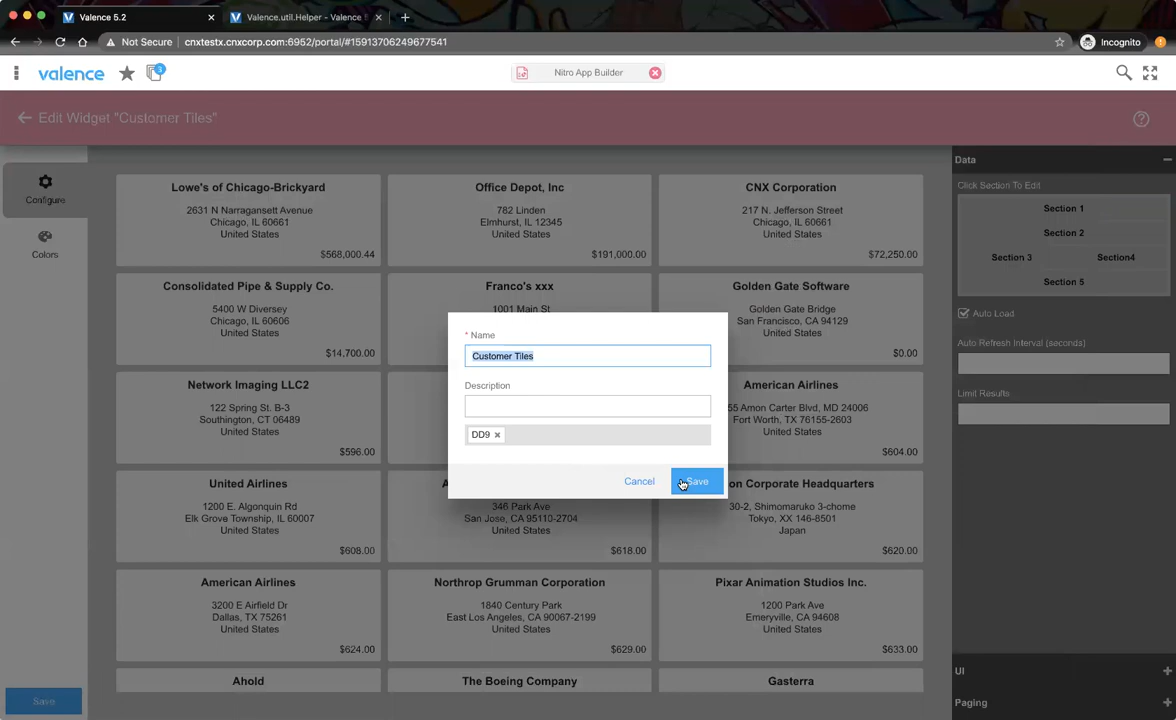 Valence 5.2
Valence.util.Helper - Valence
Not Secure
cnxtestx.cnxcorp.com:6952/portal/#15913706249677541
Incognito
valence
3
Nitro App Builder
Edit Widget "Customer Tiles"
Configure
Colors
Lowe's of Chicago-Brickyard
2631 N Narragansett Avenue
Chicago, IL 60661
United States
$568,000.44
Office Depot, Inc
782 Linden
Elmhurst, IL 12345
United States
$191,000.00
CNX Corporation
217 N. Jefferson Street
Chicago, IL 60661
United States
$72,250.00
Consolidated Pipe & Supply Co.
5400 W Diversey
Chicago, IL 60606
United States
$14,700.00
Franco's xxx
1001 Main St
Golden Gate Software
Golden Gate Bridge
San Francisco, CA 94129
United States
$0.00
Network Imaging LLC2
122 Spring St. B-3
Southington, CT 06489
United States
$596.00
American Airlines
55 Amon Carter Blvd, MD 24006
Fort Worth, TX 76155-2603
United States
$604.00
United Airlines
1200 E. Algonquin Rd
Elk Grove Township, IL 60007
United States
$608.00
346 Park Ave
San Jose, CA 95110-2704
United States
$618.00
on Corporate Headquarters
30-2, Shimomaruko 3-chome
Tokyo, XX 146-8501
Japan
$620.00
American Airlines
3200 E Airfield Dr
Dallas, TX 75261
United States
$624.00
Northrop Grumman Corporation
1840 Century Park
East Los Angeles, CA 90067-2199
United States
$629.00
Pixar Animation Studios Inc.
1200 Park Ave
Emeryville, CA 94608
United States
$633.00
Ahold
The Boeing Company
Gasterra
* Name
Customer Tiles
Description
DD9
Cancel
Save
Data
Click Section To Edit
Section 1
Section 2
Section 3
Section4
Section 5
Auto Load
Auto Refresh Interval (seconds)
Limit Results
UI
Paging
Save